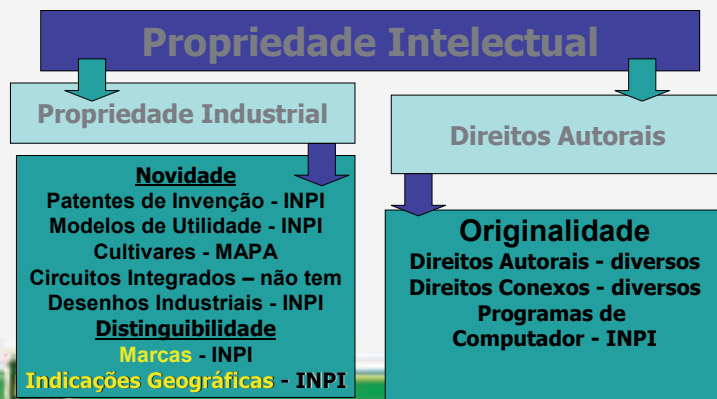 Propriedade Intelectual
Propriedade Industrial
Novidade
Patentes de Invenção - INPI
Modelos de Utilidade - INPI
Cultivares - MAPA
Circuitos Integrados – não tem
Desenhos Industriais - INPI
Distinguibilidade
Marcas - INPI
Indicações Geográficas - INPI
Direitos Autorais
Originalidade
Direitos Autorais - diversos
Direitos Conexos - diversos
Programas de
Computador - INPI